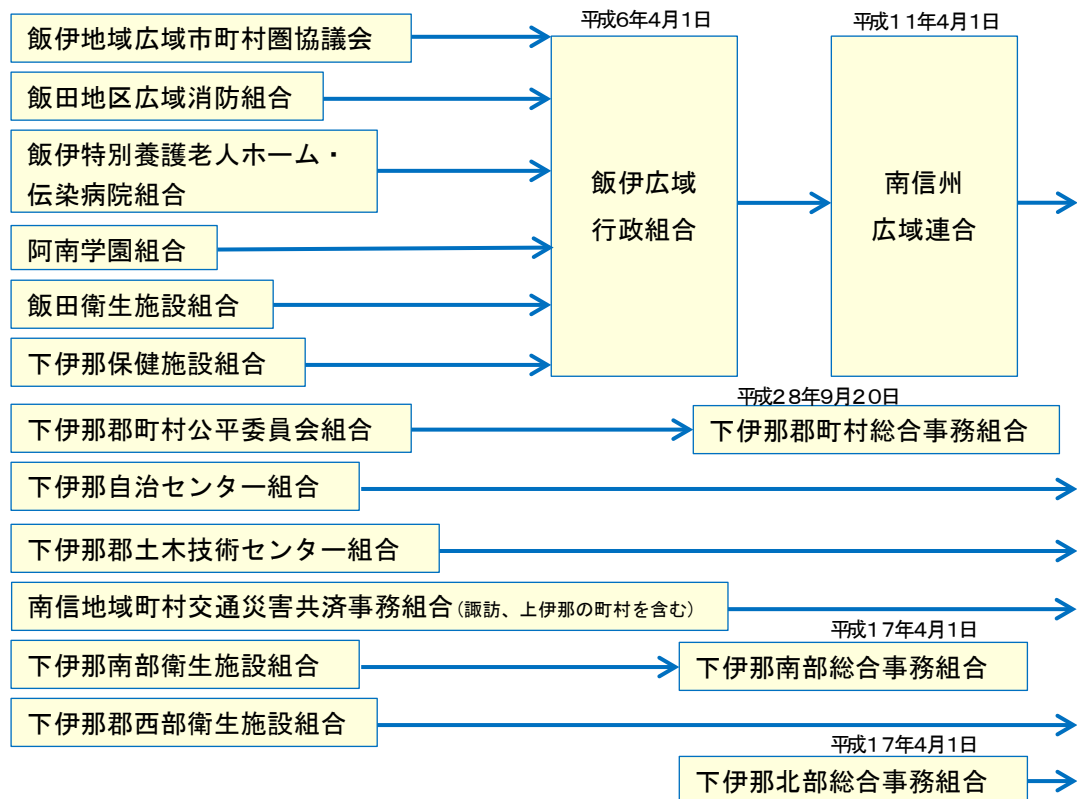 平成6年4月1日
平成11年4月1日
飯伊地域広域市町村圏協議会
飯田地区広域消防組合
飯伊特別養護老人ホーム・
伝染病院組合
阿南学園組合
飯田衛生施設組合
下伊那保健施設組合
飯伊広域
行政組合
南信州
広域連合
平成28年9月20日
下伊那郡町村公平委員会組合
下伊那郡町村総合事務組合
下伊那自治センター組合
下伊那郡土木技術センター組合
南信地域町村交通災害共済事務組合(諏訪、上伊那の町村を含む)
平成17年4月1日
下伊那南部衛生施設組合
下伊那南部総合事務組合
下伊那郡西部衛生施設組合
平成17年4月1日
下伊那北部総合事務組合